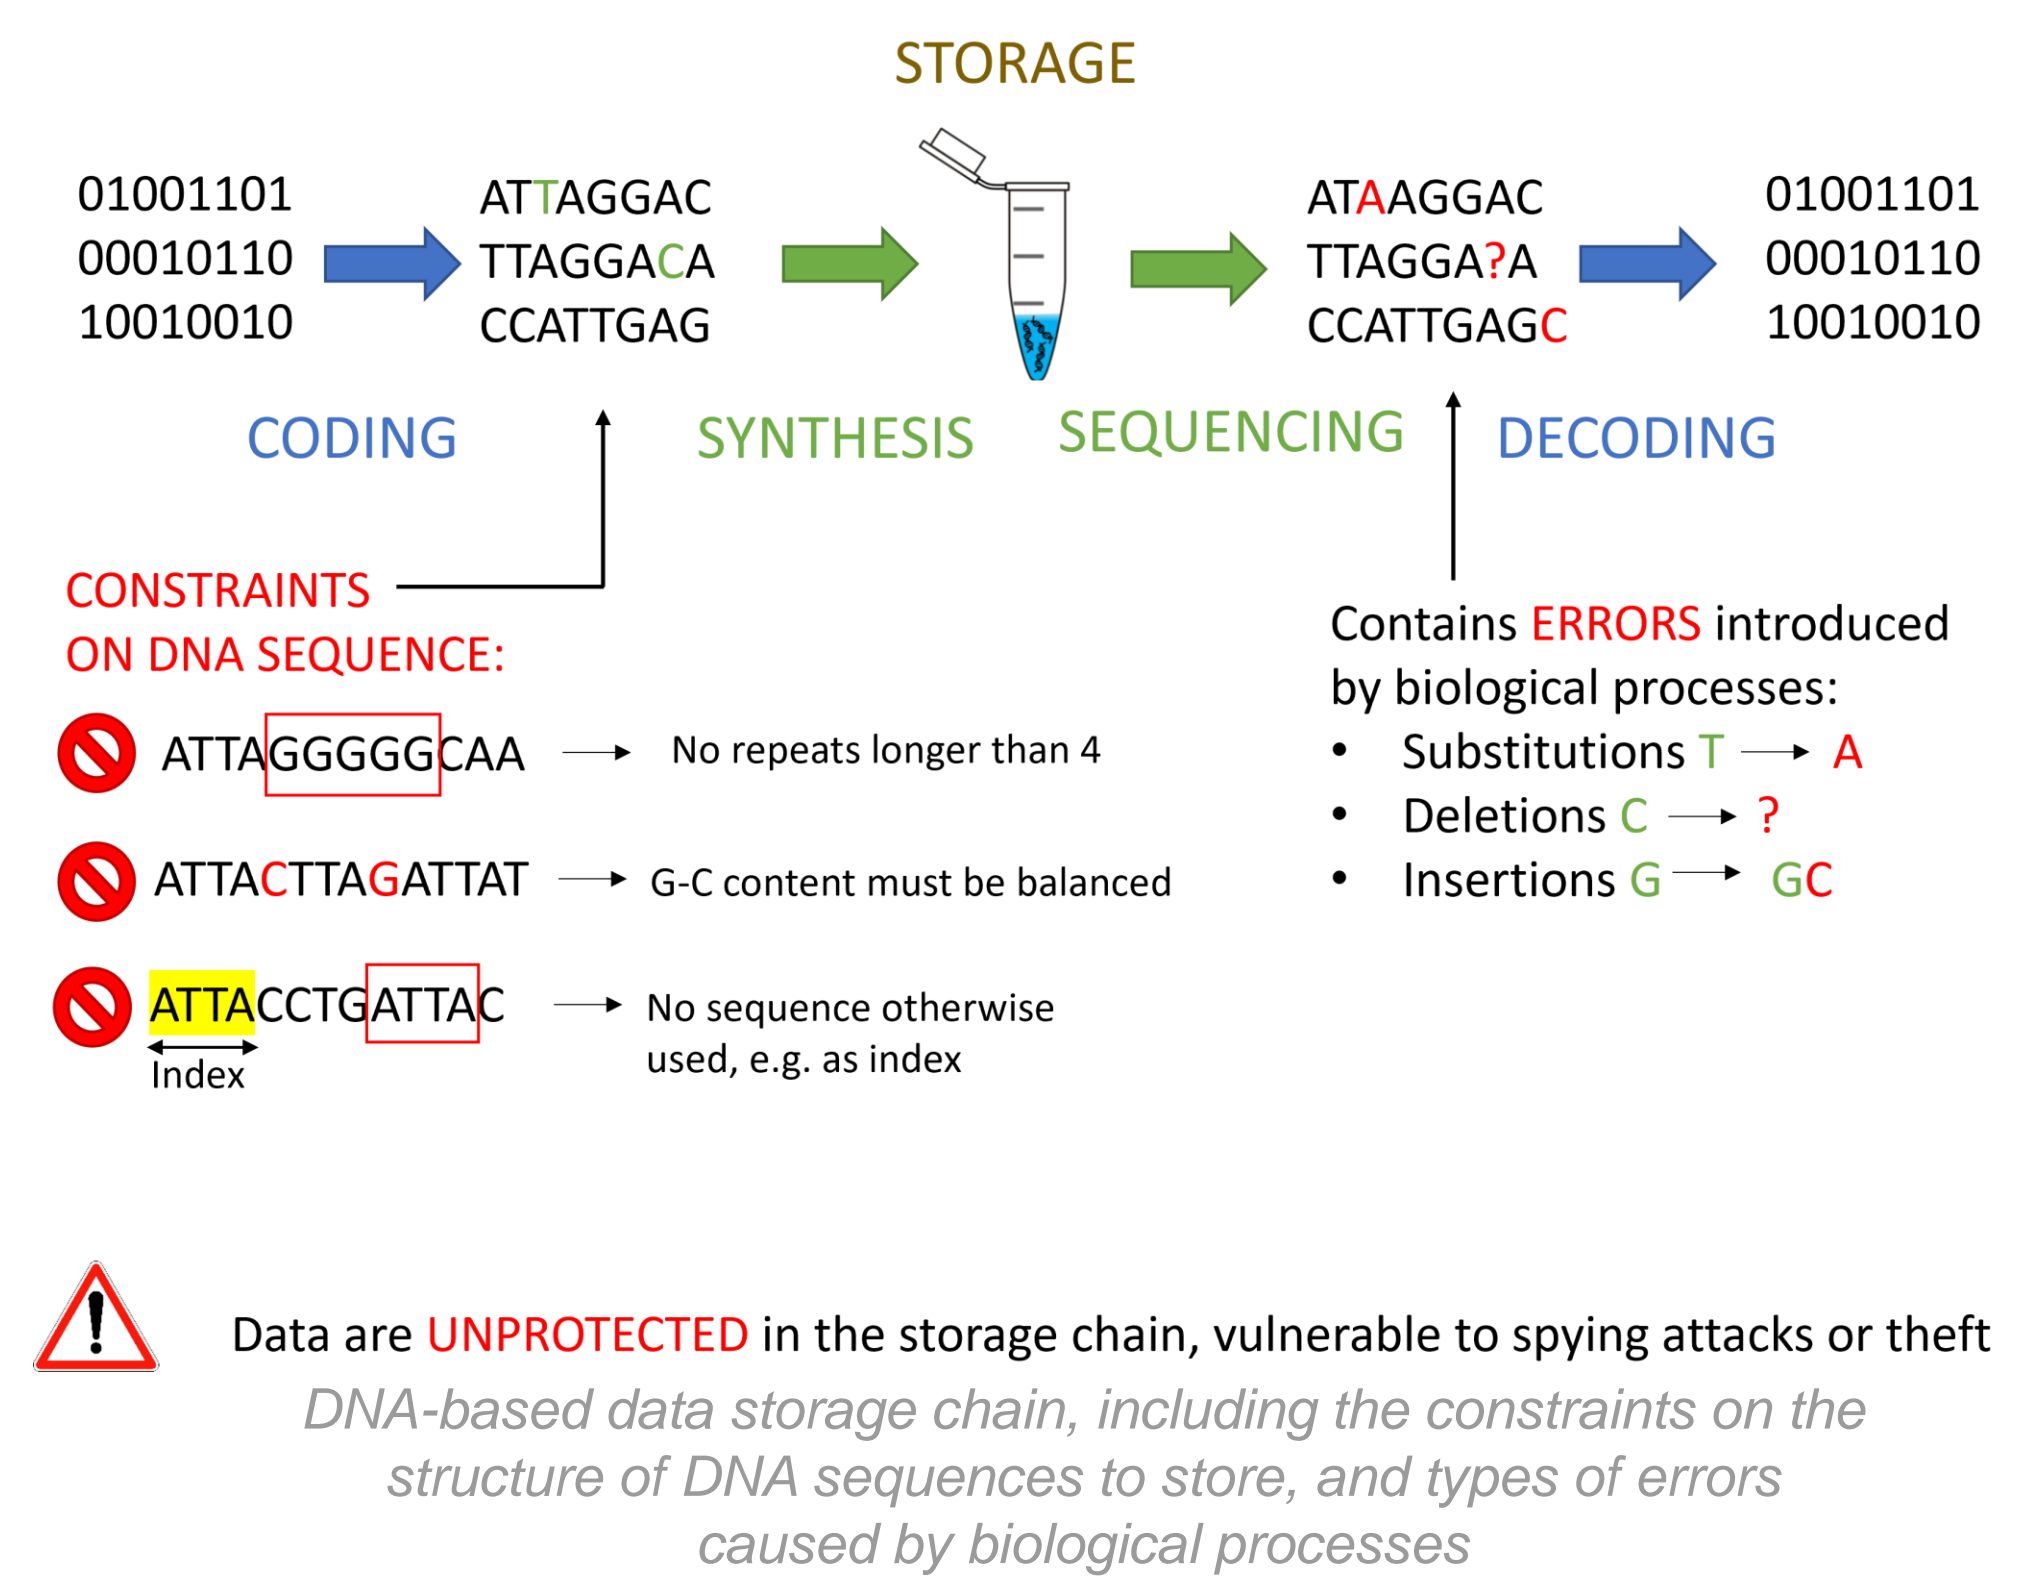 STORAGE
01001101
00010110
10010010
ATTAGGAC
TTAGGACA
CCATTGAG
ATAAGGAC
TTAGGA?A
CCATTGAGC
01001101
00010110
10010010
CODING
SYNTHESIS
SEQUENCING
DECODING
CONSTRAINTS
ON DNA SEQUENCE:
ATTAGGGGGCAA
No repeats longer than 4
ATTACTTAGATTAT
G-C content must be balanced
ATTACCTGATTAC
Index
No sequence otherwise
used, e.g. as index
Contains ERRORS introduced
by biological processes:
• Substitutions T → A
• Deletions C → ?
• Insertions G → GC
Data are UNPROTECTED in the storage chain, vulnerable to spying attacks or theft
DNA-based data storage chain, including the constraints on the
structure of DNA sequences to store, and types of errors
caused by biological processes